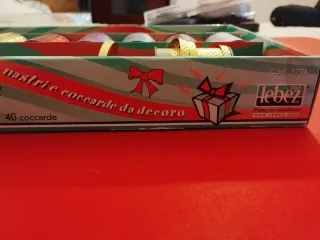 nastri e coccarde da decoro
40 coccarde
lebez